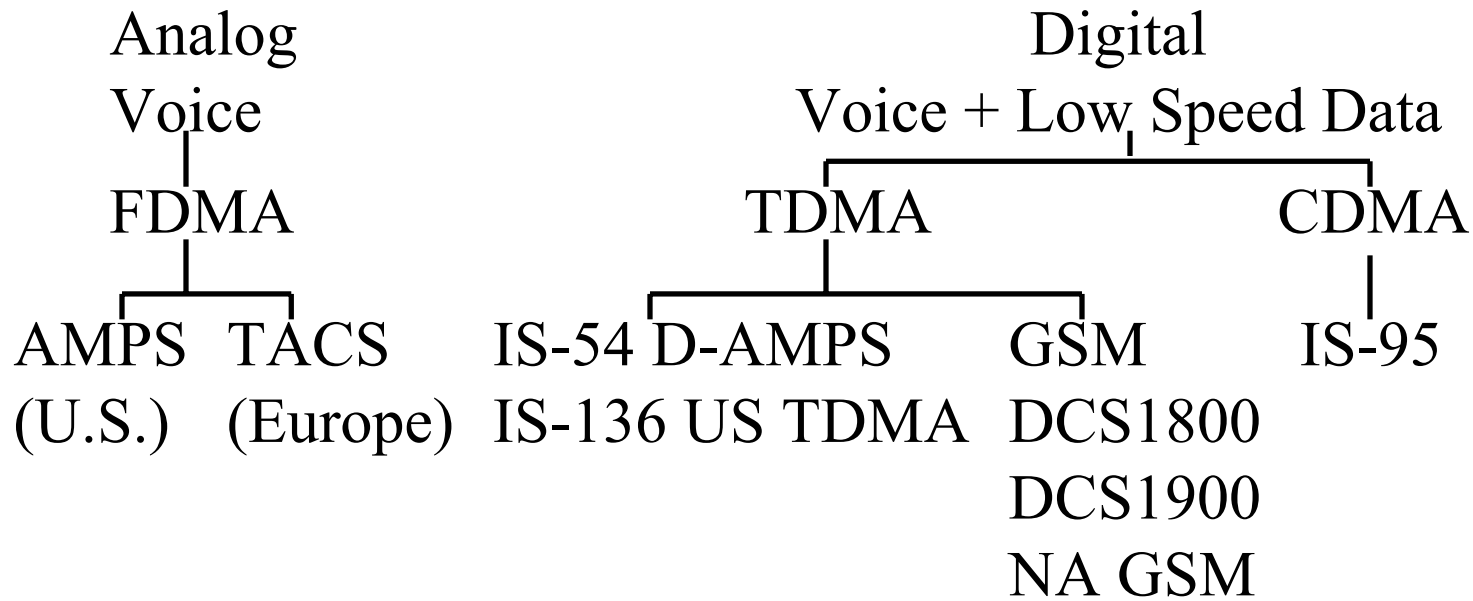 Analog
Voice
Digital
Voice + Low Speed Data
FDMA
TDMA
CDMA
AMPS
(U.S.)
TACS
(Europe)
IS-54 D-AMPS
IS-136 US TDMA
GSM
DCS1800
DCS1900
NA GSM
IS-95